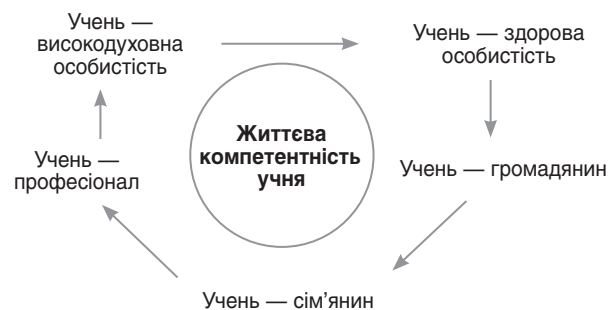 Учень —
високодуховна
особистість
Учень — здорова
особистість
Життєва
компетентність
учня
Учень —
професіонал
Учень — громадянин
Учень — сім’янин